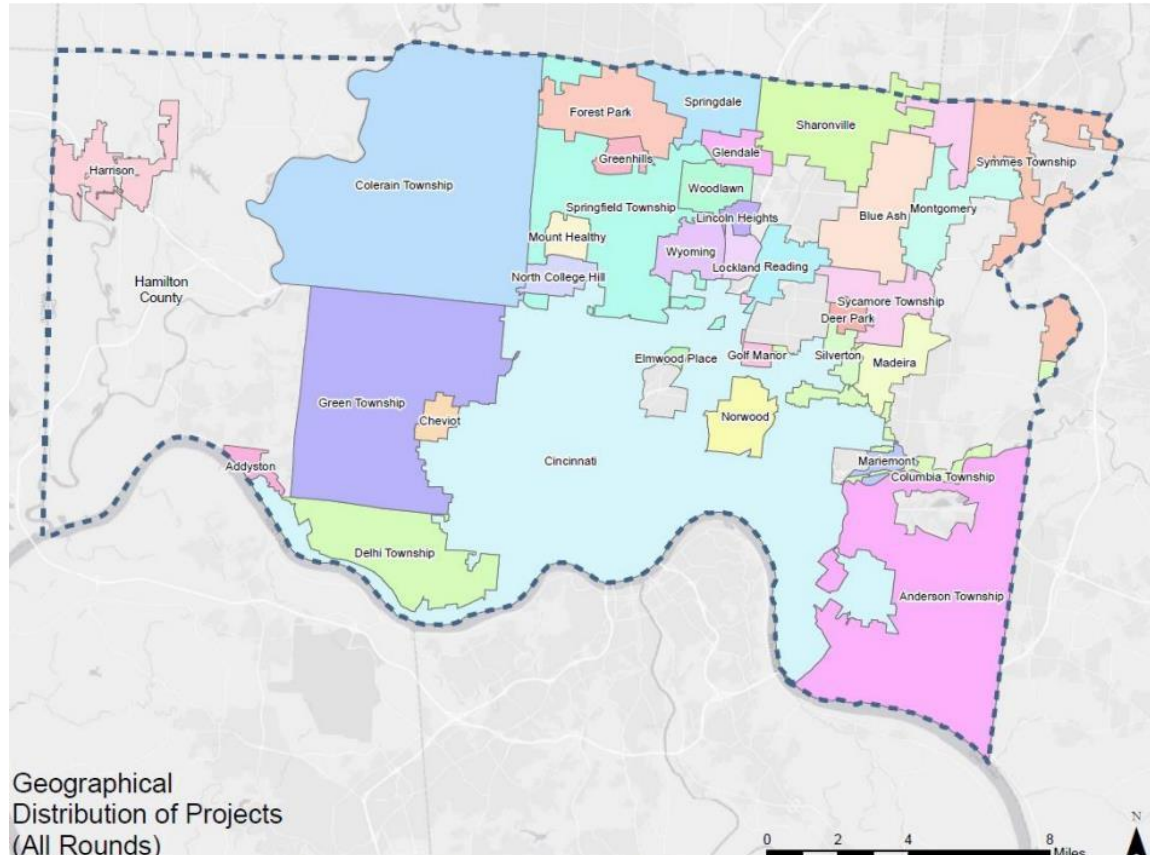 Forest Park
Springdale
Sharonville
Greenhills
Glendale
Symmes Township
Harrison
Colerain Township
Woodlawn
Springfield Township
Lincoln Heights
Blue Ash
Montgomery
Mount Healthy
Wyoming
Lockland
Reading
North College Hill
Hamilton
County
Sycamore Township
Deer Park
Elmwood Place
Golf Manor
Silverton
Madeira
Green Township
Cheviot
Norwood
Cincinnati
Addyston
Mariemont
Columbia Township
Delhi Township
Anderson Township
Geographical
Distribution of Projects
(All Rounds)
0 2 4 8
Miles
N